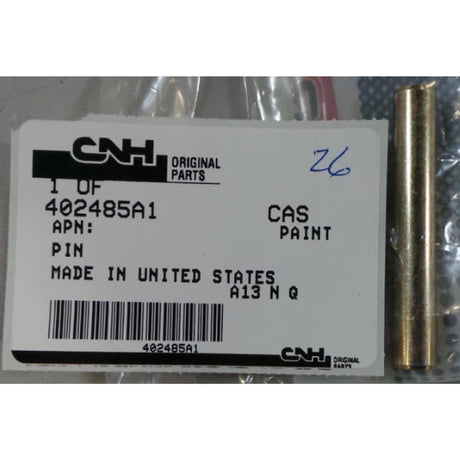 CNH ORIGINAL PARTS
26
1 OF
402485A1 CAS
APN: PAINT
PIN
MADE IN UNITED STATES
A13 N Q
402485A1
CNH ORIGINAL PARTS